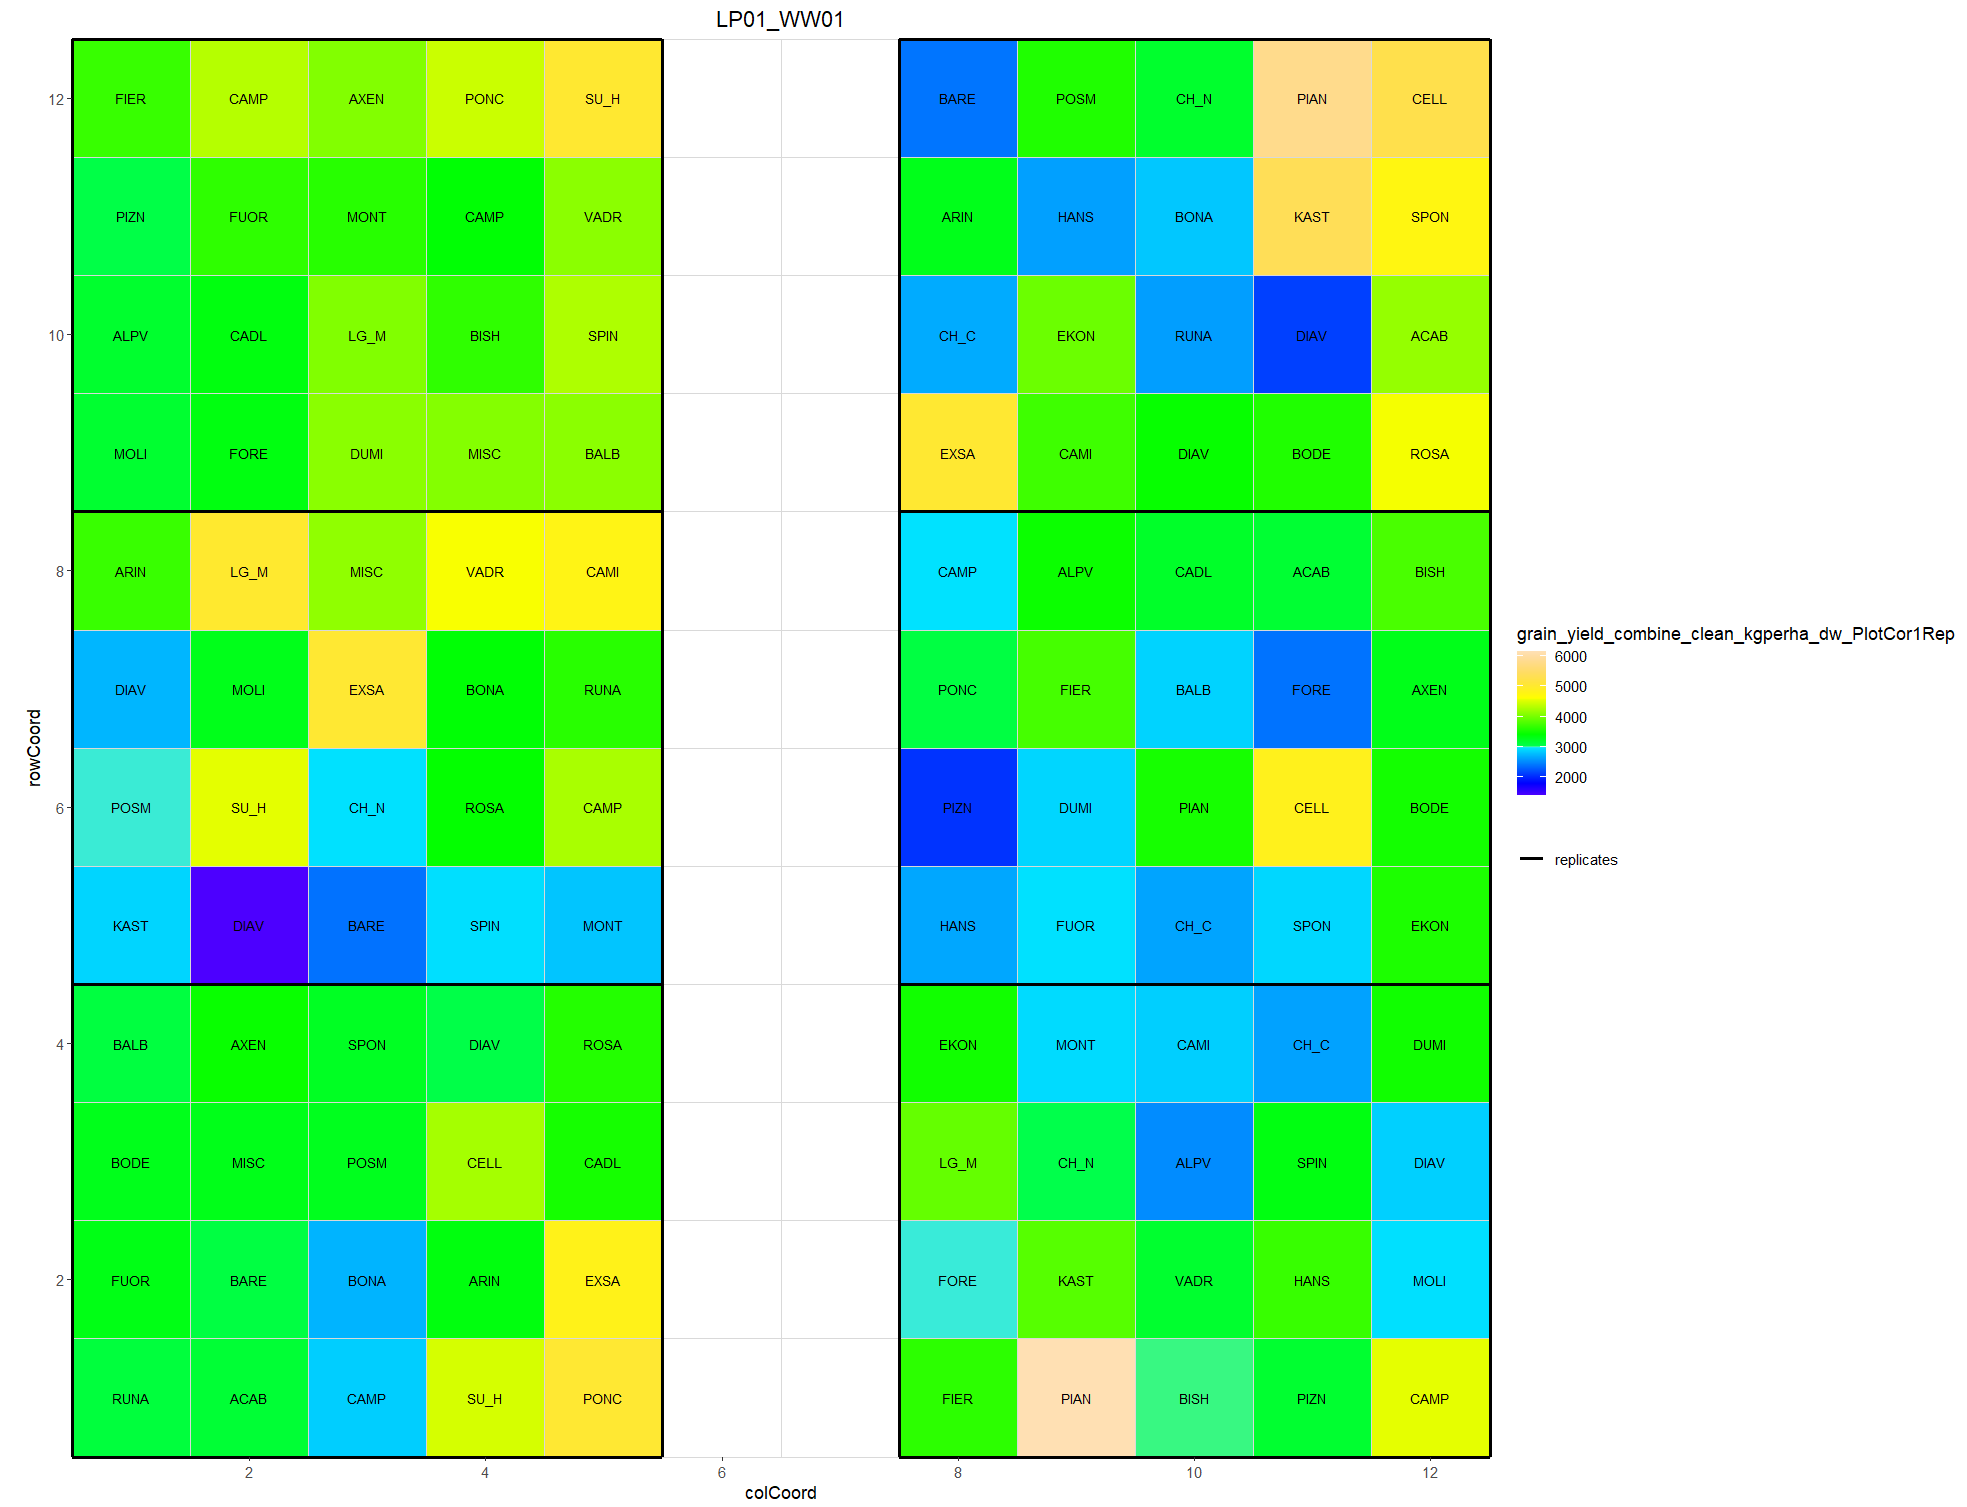 LP01_WW01
12 FIER CAMP AXEN PONC SU_H BARE POSM CH_N PIAN CELL
PIZN FUOR MONT CAMP VADR ARIN HANS BONA KAST SPON
10 ALPV CADL LG_M BISH SPIN CH_C EKON RUNA DIAV ACAB
MOLI FORE DUMI MISC BALB EXSA CAMI DIAV BODE ROSA
8 ARIN LG_M MISC VADR CAMI CAMP ALPV CADL ACAB BISH
DIAV MOLI EXSA BONA RUNA PONC FIER BALB FORE AXEN
6 POSM SU_H CH_N ROSA CAMP PIZN DUMI PIAN CELL BODE
KAST DIAV BARE SPIN MONT HANS FUOR CH_C SPON EKON
4 BALB AXEN SPON DIAV ROSA EKON MONT CAMI CH_C DUMI
BODE MISC POSM CELL CADL LG_M CH_N ALPV SPIN DIAV
2 FUOR BARE BONA ARIN EXSA FORE KAST VADR HANS MOLI
RUNA ACAB CAMP SU_H PONC FIER PIAN BISH PIZN CAMP
2 4 6 8 10 12
colCoord
rowCoord
grain_yield_combine_clean_kgperha_dw_PlotCor1Rep
6000
5000
4000
3000
2000
replicates